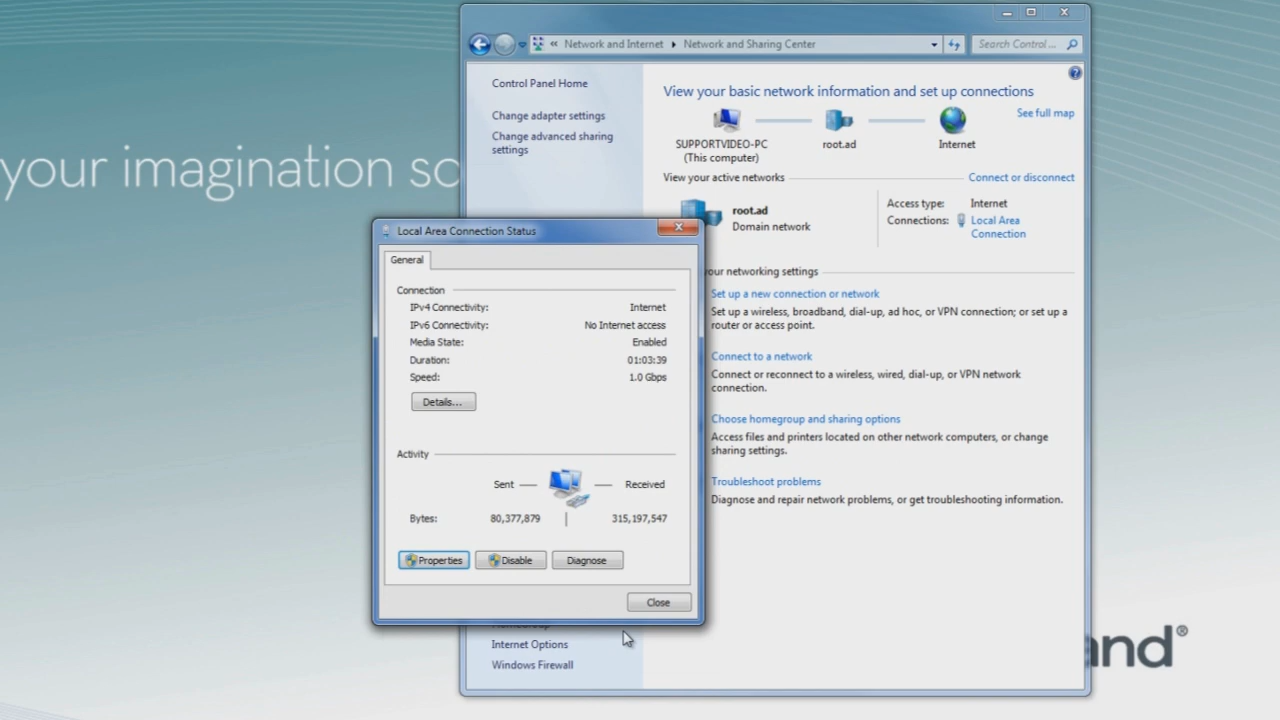 your imagination sc
« Network and Internet ▸ Network and Sharing Center
Search Control ...
Control Panel Home
Change adapter settings
Change advanced sharing
settings
View your basic network information and set up connections
See full map
SUPPORTVIDEO-PC
(This computer)
root.ad
Internet
View your active networks
Connect or disconnect
root.ad
Domain network
Access type: Internet
Connections: Local Area
Connection
our networking settings
Set up a new connection or network
Set up a wireless, broadband, dial-up, ad hoc, or VPN connection; or set up a
router or access point.
Connect to a network
Connect or reconnect to a wireless, wired, dial-up, or VPN network
connection.
Choose homegroup and sharing options
Access files and printers located on other network computers, or change
sharing settings.
Troubleshoot problems
Diagnose and repair network problems, or get troubleshooting information.
Local Area Connection Status
General
Connection
IPv4 Connectivity: Internet
IPv6 Connectivity: No Internet access
Media State: Enabled
Duration: 01:03:39
Speed: 1.0 Gbps
Details...
Activity
Sent — — Received
Bytes: 80,377,879 | 315,197,547
Properties
Disable
Diagnose
Close
Internet Options
Windows Firewall
and®